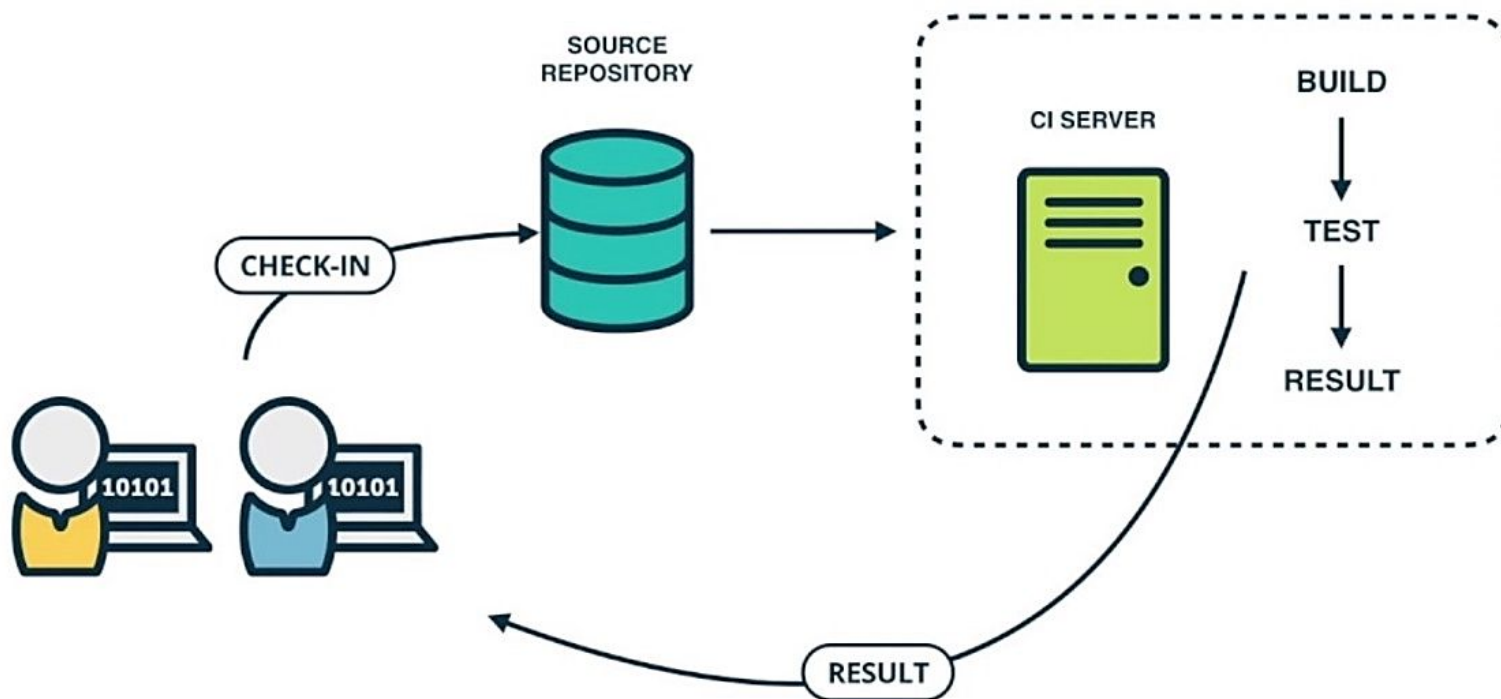 SOURCE
REPOSITORY
BUILD
CI SERVER
TEST
CHECK-IN
RESULT
10101
10101
RESULT